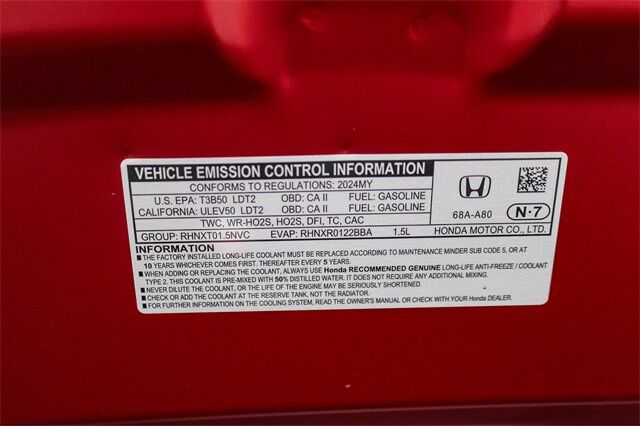 VEHICLE EMISSION CONTROL INFORMATION
CONFORMS TO REGULATIONS: 2024MY
U.S. EPA: T3B50 LDT2 OBD: CA II FUEL: GASOLINE
CALIFORNIA: ULEV50 LDT2 OBD: CA II FUEL: GASOLINE
TWC, WR-HO2S, HO2S, DFI, TC, CAC
68A-A80 N-7
GROUP: RHNXT01.5NVC EVAP: RHNXR0122BBA 1.5L HONDA MOTOR CO., LTD.
INFORMATION
■ THE FACTORY INSTALLED LONG-LIFE COOLANT MUST BE REPLACED ACCORDING TO MAINTENANCE MINDER SUB CODE 5, OR AT
10 YEARS WHICHEVER COMES FIRST. THEREAFTER REPLACE EVERY 5 YEARS.
■ WHEN ADDING OR REPLACING THE COOLANT, ALWAYS USE Honda RECOMMENDED GENUINE LONG-LIFE ANTI-FREEZE / COOLANT
TYPE 2. THIS COOLANT IS PRE-MIXED WITH 50% DISTILLED WATER. IT DOES NOT REQUIRE ANY ADDITIONAL MIXING.
■ NEVER DILUTE THE COOLANT, OR THE LIFE OF THE ENGINE MAY BE SERIOUSLY SHORTENED.
■ CHECK OR ADD THE COOLANT AT THE RESERVE TANK, NOT THE RADIATOR.
■ FOR FURTHER INFORMATION ON THE COOLING SYSTEM, READ THE OWNER'S MANUAL OR CHECK WITH YOUR Honda DEALER.